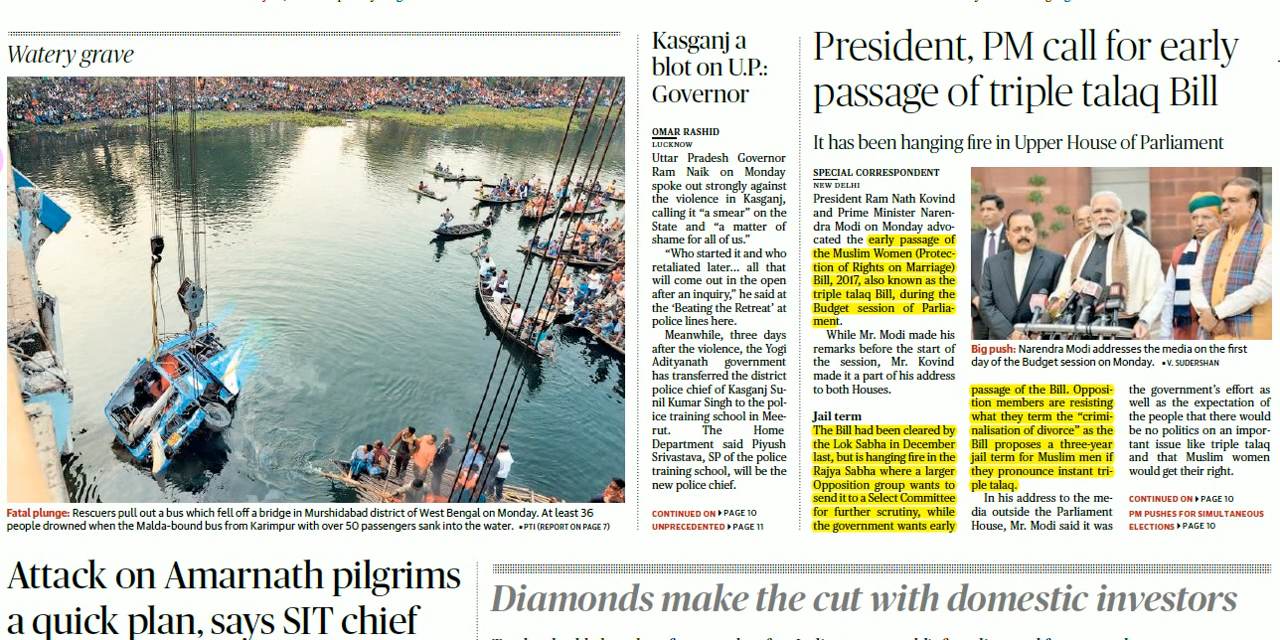 Watery grave
Fatal plunge: Rescuers pull out a bus which fell off a bridge in Murshidabad district of West Bengal on Monday. At least 36
people drowned when the Malda-bound bus from Karimpur with over 50 passengers sank into the water. • PTI (REPORT ON PAGE 7)
Kasganj a
blot on U.P.:
Governor
OMAR RASHID
LUCKNOW
Uttar Pradesh Governor
Ram Naik on Monday
spoke out strongly against
the violence in Kasganj,
calling it “a smear” on the
State and “a matter of
shame for all of us.”
“Who started it and who
retaliated later... all that
will come out in the open
after an inquiry,” he said at
the ‘Beating the Retreat’ at
police lines here.
Meanwhile, three days
after the violence, the Yogi
Adityanath government
has transferred the district
police chief of Kasganj Su-
nil Kumar Singh to the pol-
ice training school in Mee-
rut. The Home
Department said Piyush
Srivastava, SP of the police
training school, will be the
new police chief.
CONTINUED ON ▶ PAGE 10
UNPRECEDENTED ▶ PAGE 11
President, PM call for early
passage of triple talaq Bill
It has been hanging fire in Upper House of Parliament
SPECIAL CORRESPONDENT
NEW DELHI
President Ram Nath Kovind
and Prime Minister Naren-
dra Modi on Monday advo-
cated the early passage of
the Muslim Women (Protec-
tion of Rights on Marriage)
Bill, 2017, also known as the
triple talaq Bill, during the
Budget session of Parlia-
ment.
While Mr. Modi made his
remarks before the start of
the session, Mr. Kovind
made it a part of his address
to both Houses.
Jail term
The Bill had been cleared by
the Lok Sabha in December
last, but is hanging fire in the
Rajya Sabha where a larger
Opposition group wants to
send it to a Select Committee
for further scrutiny, while
the government wants early
Big push: Narendra Modi addresses the media on the first
day of the Budget session on Monday. • V. SUDERSHAN
passage of the Bill. Opposi-
tion members are resisting
what they term the “crimi-
nalisation of divorce” as the
Bill proposes a three-year
jail term for Muslim men if
they pronounce instant tri-
ple talaq.
In his address to the me-
dia outside the Parliament
House, Mr. Modi said it was
the government’s effort as
well as the expectation of
the people that there would
be no politics on an impor-
tant issue like triple talaq
and that Muslim women
would get their right.
CONTINUED ON ▶ PAGE 10
PM PUSHES FOR SIMULTANEOUS
ELECTIONS ▶ PAGE 10
Attack on Amarnath pilgrims
a quick plan, says SIT chief
Diamonds make the cut with domestic investors